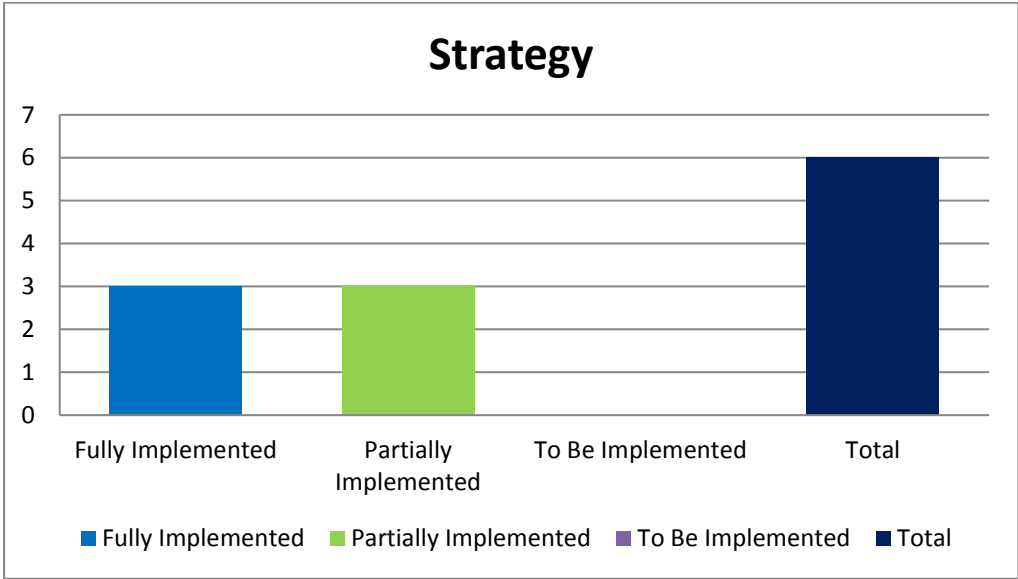 Strategy
7
6
5
4
3
2
1
0
Fully Implemented
Partially
Implemented
To Be Implemented
Total
Fully Implemented
Partially Implemented
To Be Implemented
Total